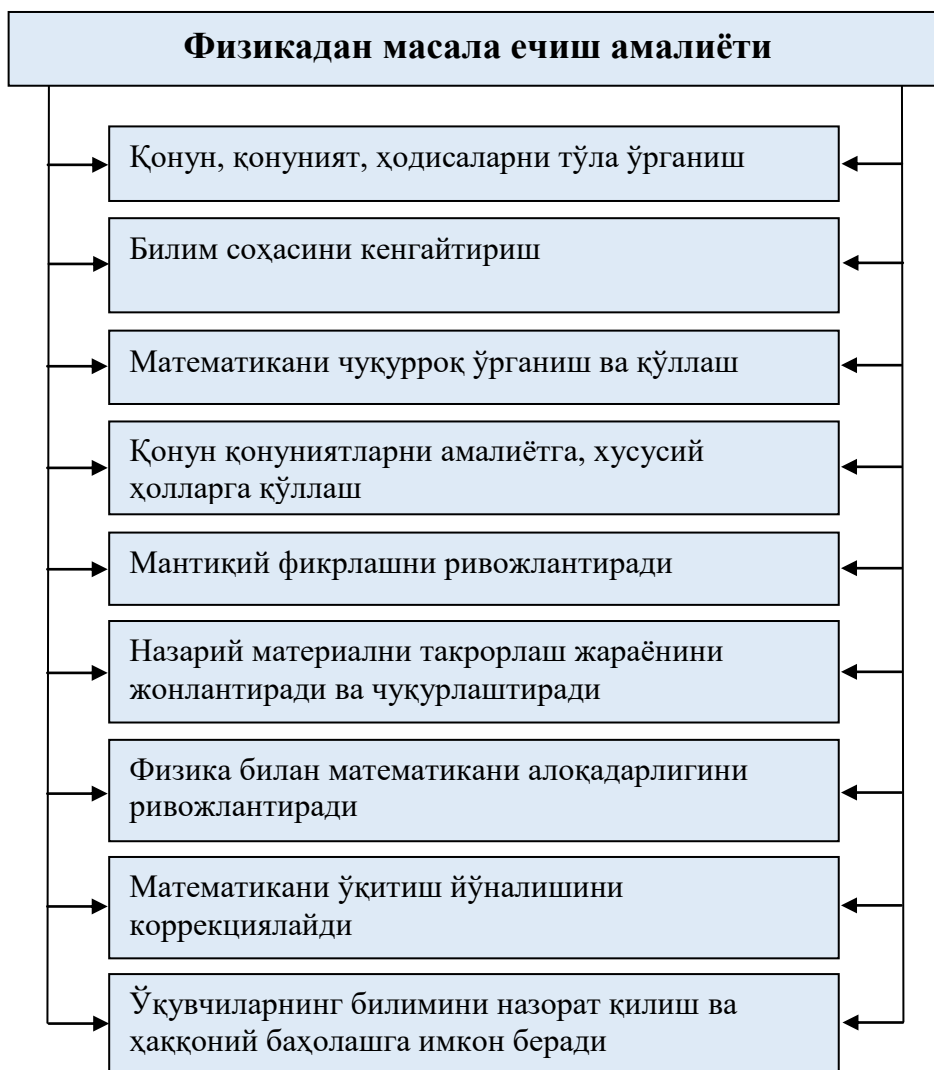 Физикадан масала ечиш амалиёти
Қонун, қонуният, ҳодисаларни тўла ўрганиш
Билим соҳасини кенгайтириш
Математикани чуқурроқ ўрганиш ва қўллаш
Қонун қонуниятларни амалиётга, хусусий
ҳолларга қўллаш
Мантиқий фикрлашни ривожлантиради
Назарий материални такрорлаш жараёнини
жонлантиради ва чуқурлаштиради
Физика билан математикани алоқадарлигини
ривожлантиради
Математикани ўқитиш йўналишини
коррекциялайди
Ўқувчиларнинг билимини назорат қилиш ва
ҳаққоний баҳолашга имкон беради